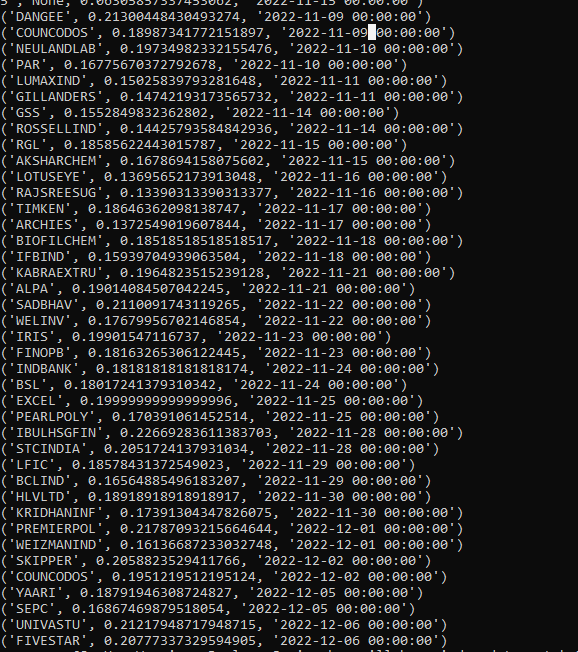 ('DANGEE', 0.21300448430493274, '2022-11-09 00:00:00')
('COUNCODOS', 0.18987341772151897, '2022-11-09 00:00:00')
('NEULANDLAB', 0.19734982332155476, '2022-11-10 00:00:00')
('PAR', 0.16775670372792678, '2022-11-10 00:00:00')
('LUMAXIND', 0.15025839793281648, '2022-11-11 00:00:00')
('GILLANDERS', 0.14742193173565732, '2022-11-11 00:00:00')
('GSS', 0.1552849832362802, '2022-11-14 00:00:00')
('ROSSELLIND', 0.14425793584842936, '2022-11-14 00:00:00')
('RGL', 0.18585622443015787, '2022-11-15 00:00:00')
('AKSHARCHEM', 0.1678694158075602, '2022-11-15 00:00:00')
('LOTUSEYE', 0.13695652173913048, '2022-11-16 00:00:00')
('RAJSREESUG', 0.13390313390313377, '2022-11-16 00:00:00')
('TIMKEN', 0.18646362098138747, '2022-11-17 00:00:00')
('ARCHIES', 0.1372549019607844, '2022-11-17 00:00:00')
('BIOFILCHEM', 0.18518518518518517, '2022-11-18 00:00:00')
('IFBIND', 0.15939704939063504, '2022-11-18 00:00:00')
('KABRAEXTRU', 0.1964823515239128, '2022-11-21 00:00:00')
('ALPA', 0.19014084507042245, '2022-11-21 00:00:00')
('SADBHAV', 0.2110091743119265, '2022-11-22 00:00:00')
('WELINV', 0.17679956702146854, '2022-11-22 00:00:00')
('IRIS', 0.19901547116737, '2022-11-23 00:00:00')
('FINOPB', 0.18163265306122445, '2022-11-23 00:00:00')
('INDBANK', 0.18181818181818174, '2022-11-24 00:00:00')
('BSL', 0.18017241379310342, '2022-11-24 00:00:00')
('EXCEL', 0.19999999999999996, '2022-11-25 00:00:00')
('PEARLPOLY', 0.170391061452514, '2022-11-25 00:00:00')
('IBULHSGFIN', 0.22669283611383703, '2022-11-28 00:00:00')
('STCINDIA', 0.2051724137931034, '2022-11-28 00:00:00')
('LFIC', 0.18578431372549023, '2022-11-29 00:00:00')
('BCLIND', 0.16564885496183207, '2022-11-29 00:00:00')
('HLVLTD', 0.18918918918918917, '2022-11-30 00:00:00')
('KRIDHANINF', 0.17391304347826075, '2022-11-30 00:00:00')
('PREMIERPOL', 0.21787093215664644, '2022-12-01 00:00:00')
('WEIZMANIND', 0.16136687233032748, '2022-12-01 00:00:00')
('SKIPPER', 0.2058823529411766, '2022-12-02 00:00:00')
('COUNCODOS', 0.1951219512195124, '2022-12-02 00:00:00')
('YAARI', 0.18791946308724827, '2022-12-05 00:00:00')
('SEPC', 0.16867469879518054, '2022-12-05 00:00:00')
('UNIVASTU', 0.21217948717948715, '2022-12-06 00:00:00')
('FIVESTAR', 0.20777337329594905, '2022-12-06 00:00:00')